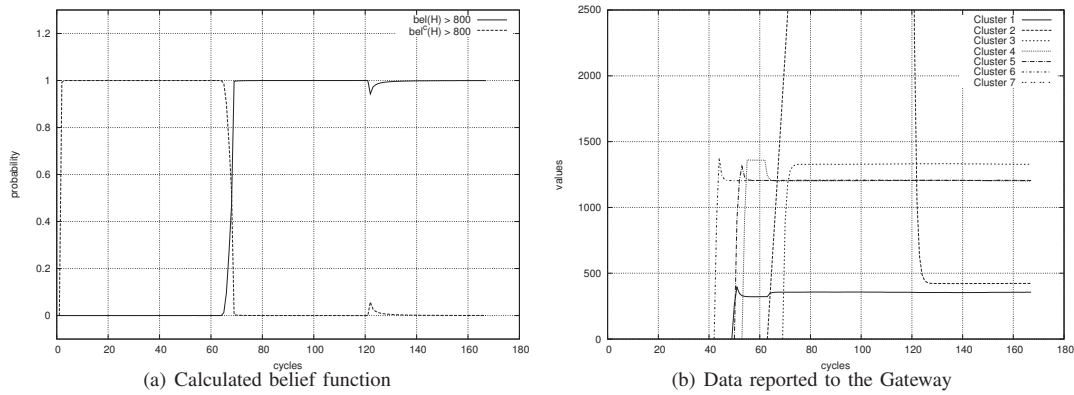 bel(H) > 800
bel^c(H) > 800
1.2
1
0.8
0.6
0.4
0.2
0
probability
0 20 40 60 80 100 120 140 160 180
cycles
(a) Calculated belief function
Cluster 1
Cluster 2
Cluster 3
Cluster 4
Cluster 5
Cluster 6
Cluster 7
2500
2000
1500
1000
500
0
values
0 20 40 60 80 100 120 140 160 180
cycles
(b) Data reported to the Gateway